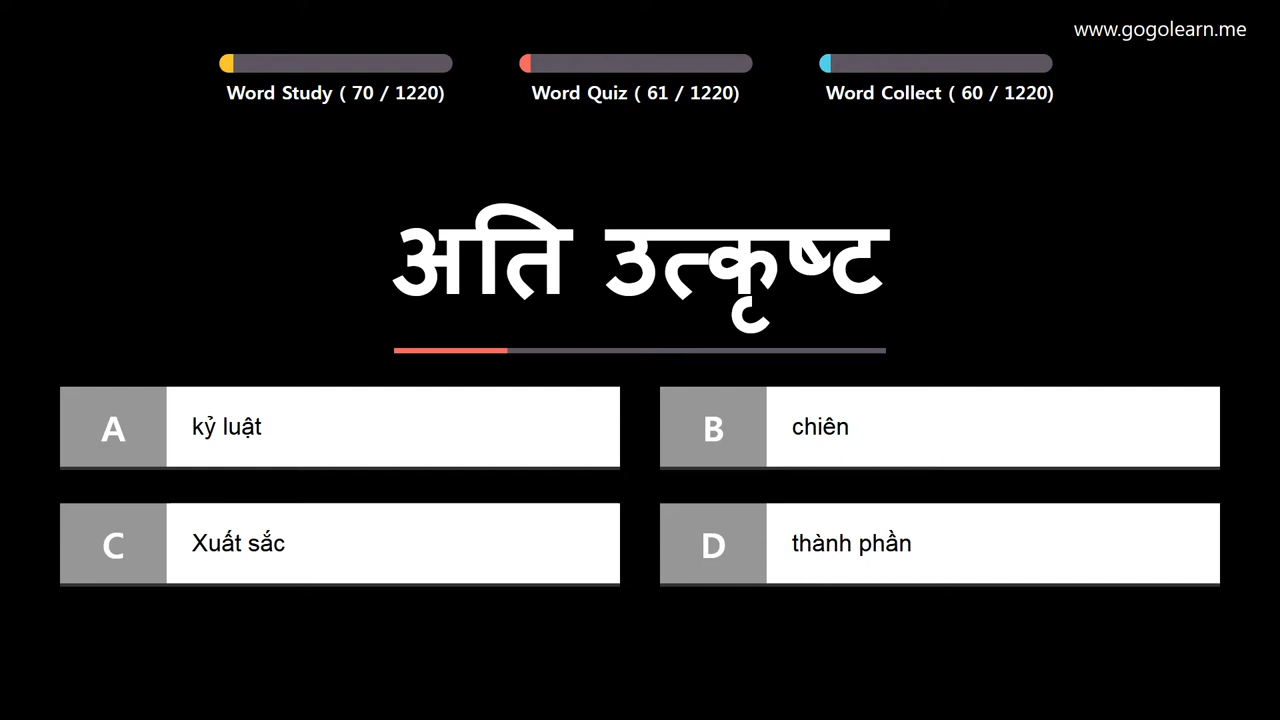 www.gogolearn.me
Word Study ( 70 / 1220)
Word Quiz ( 61 / 1220)
Word Collect ( 60 / 1220)
अति उत्कृष्ट
A kỷ luật
B chiên
C Xuất sắc
D thành phần